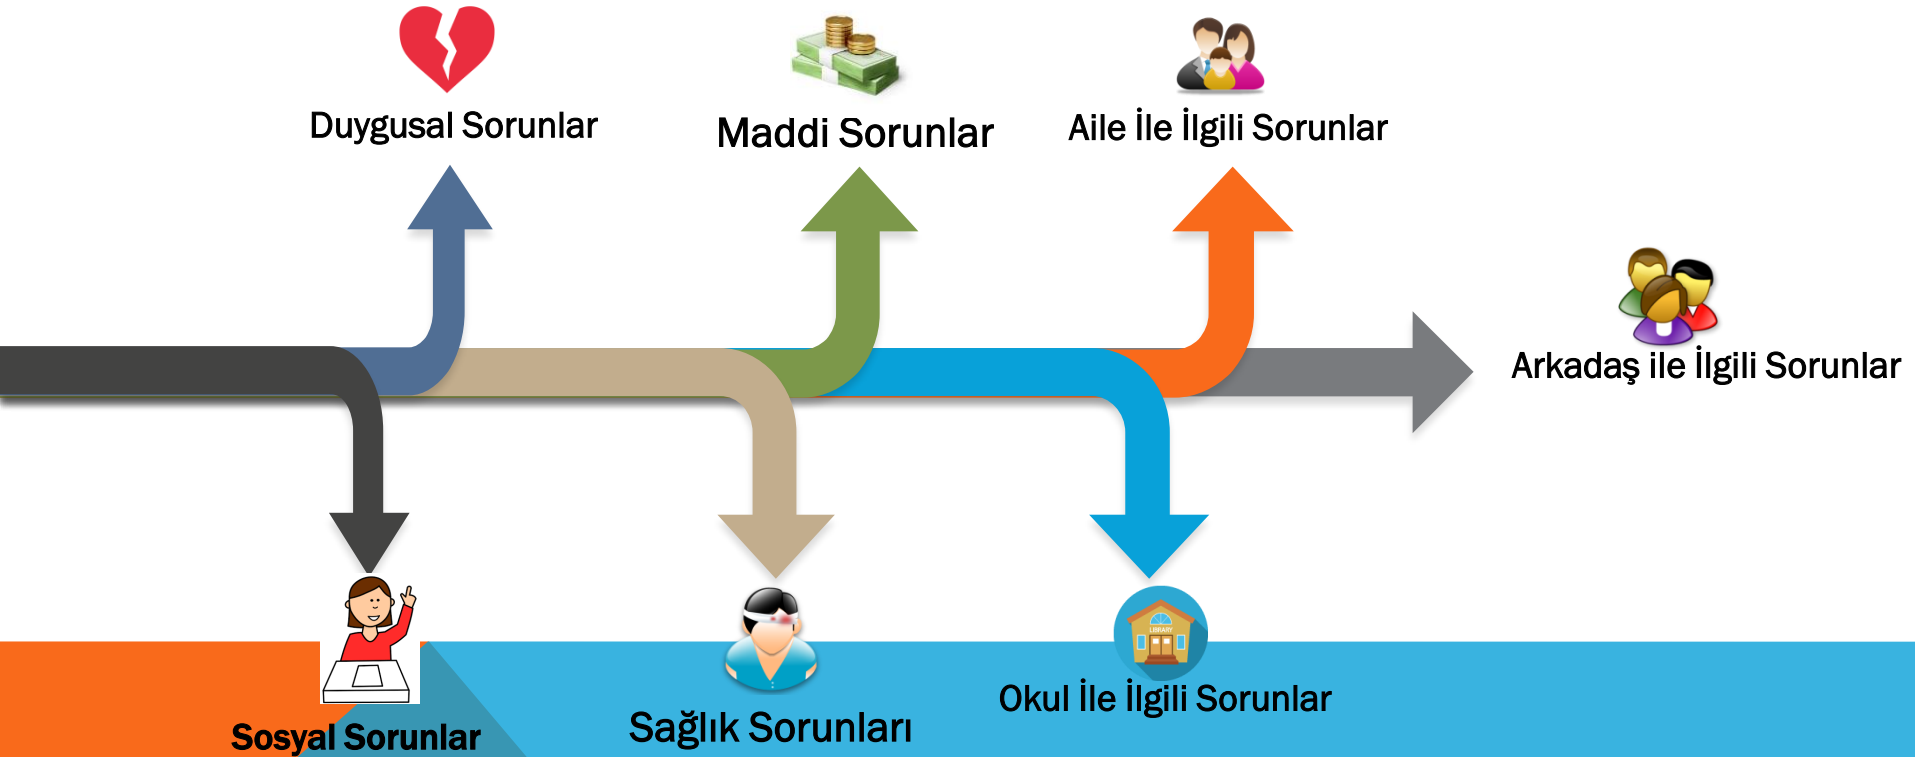 Duygusal Sorunlar
Maddi Sorunlar
Aile İle İlgili Sorunlar
Arkadaş ile İlgili Sorunlar
LIBRARY
Sosyal Sorunlar
Sağlık Sorunları
Okul İle İlgili Sorunlar